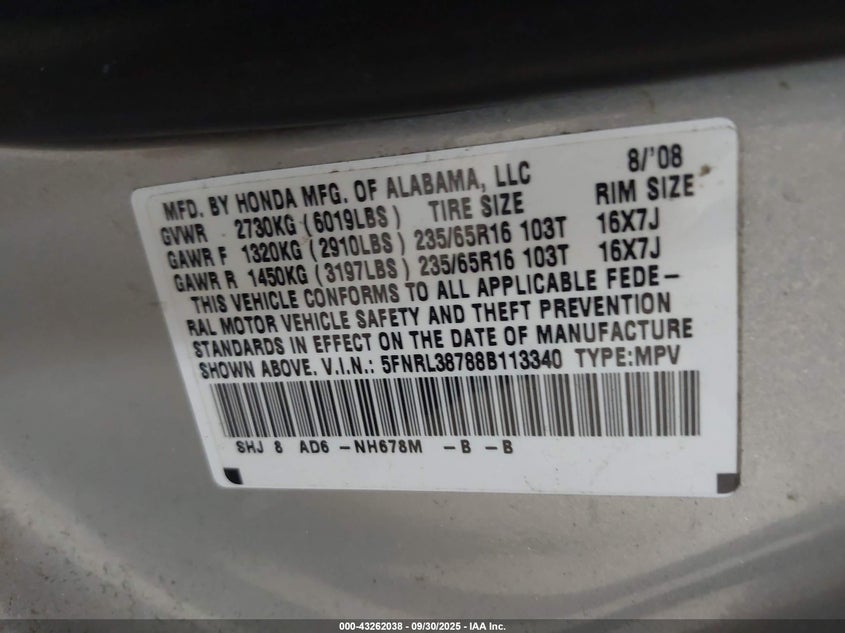 MFD. BY HONDA MFG. OF ALABAMA, LLC 8/'08
GVWR 2730KG (6019LBS) TIRE SIZE RIM SIZE
GAWR F 1320KG (2910LBS) 235/65R16 103T 16X7J
GAWR R 1450KG (3197LBS) 235/65R16 103T 16X7J
THIS VEHICLE CONFORMS TO ALL APPLICABLE FEDE-
RAL MOTOR VEHICLE SAFETY AND THEFT PREVENTION
STANDARDS IN EFFECT ON THE DATE OF MANUFACTURE
SHOWN ABOVE. V.I.N.: 5FNRL38788B113340 TYPE:MPV
SHJ 8 AD6 -NH678M -B -B
000-43262038 - 09/30/2025 - IAA Inc.